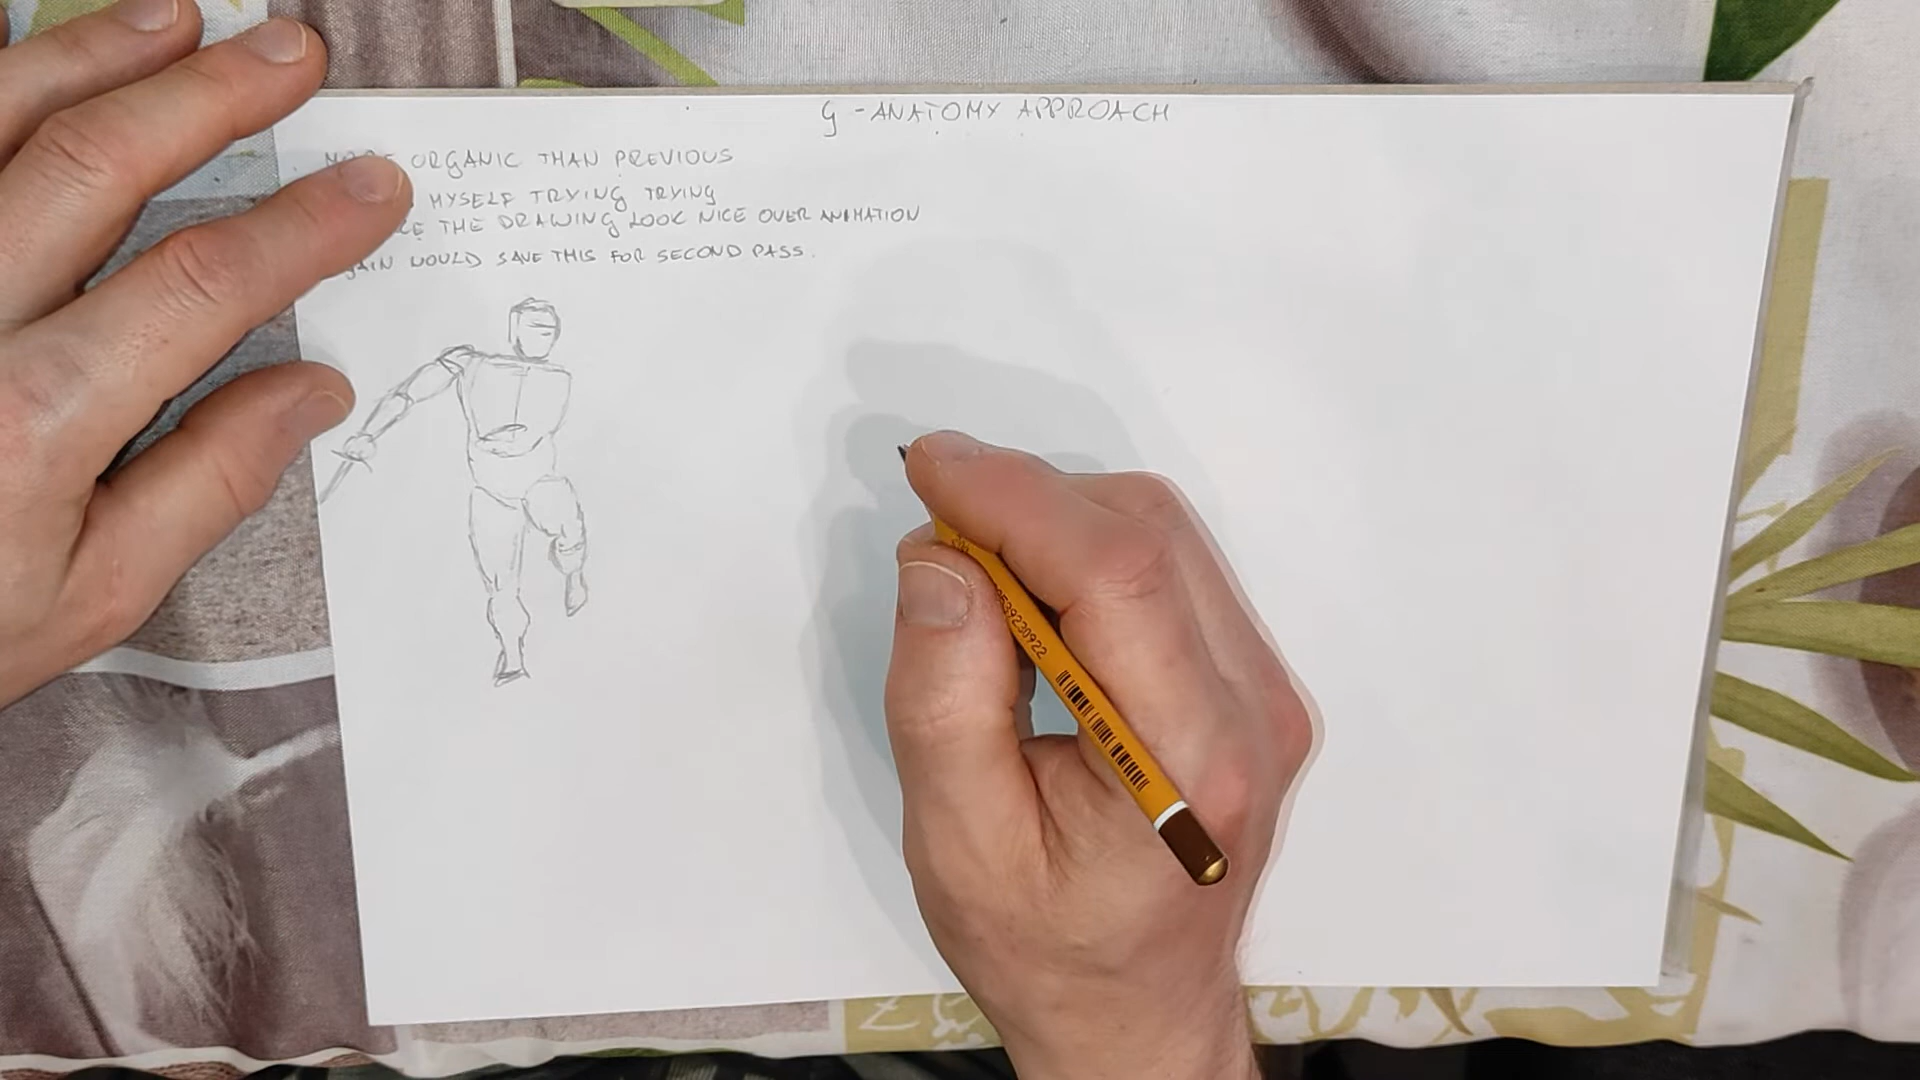 g - ANATOMY APPROACH
ORGANIC THAN PREVIOUS
MYSELF TRYING TRYING
THE DRAWING LOOK NICE OVER ANIMATION
WOULD SAVE THIS FOR SECOND PASS.
9539230922